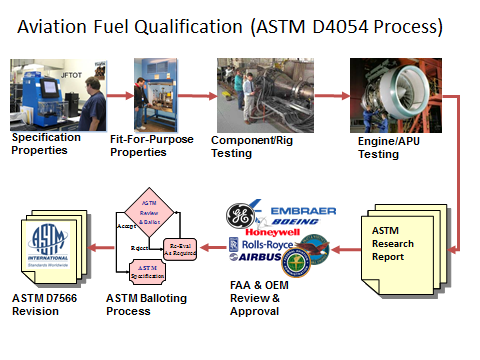 Aviation Fuel Qualification (ASTM D4054 Process)
JFTOT
Specification
Properties
Fit-For-Purpose
Properties
Component/Rig
Testing
Engine/APU
Testing
ASTM
Research
Report
GE
EMBRAER
BOEING
Honeywell
Rolls-Royce
AIRBUS
FAA & OEM
Review &
Approval
ASTM
Review
& Ballot
Accept
Reject
Re-Eval
As Required
ASTM
Specification
ASTM Balloting
Process
ASTM
INTERNATIONAL
Standards Worldwide
ASTM D7566
Revision